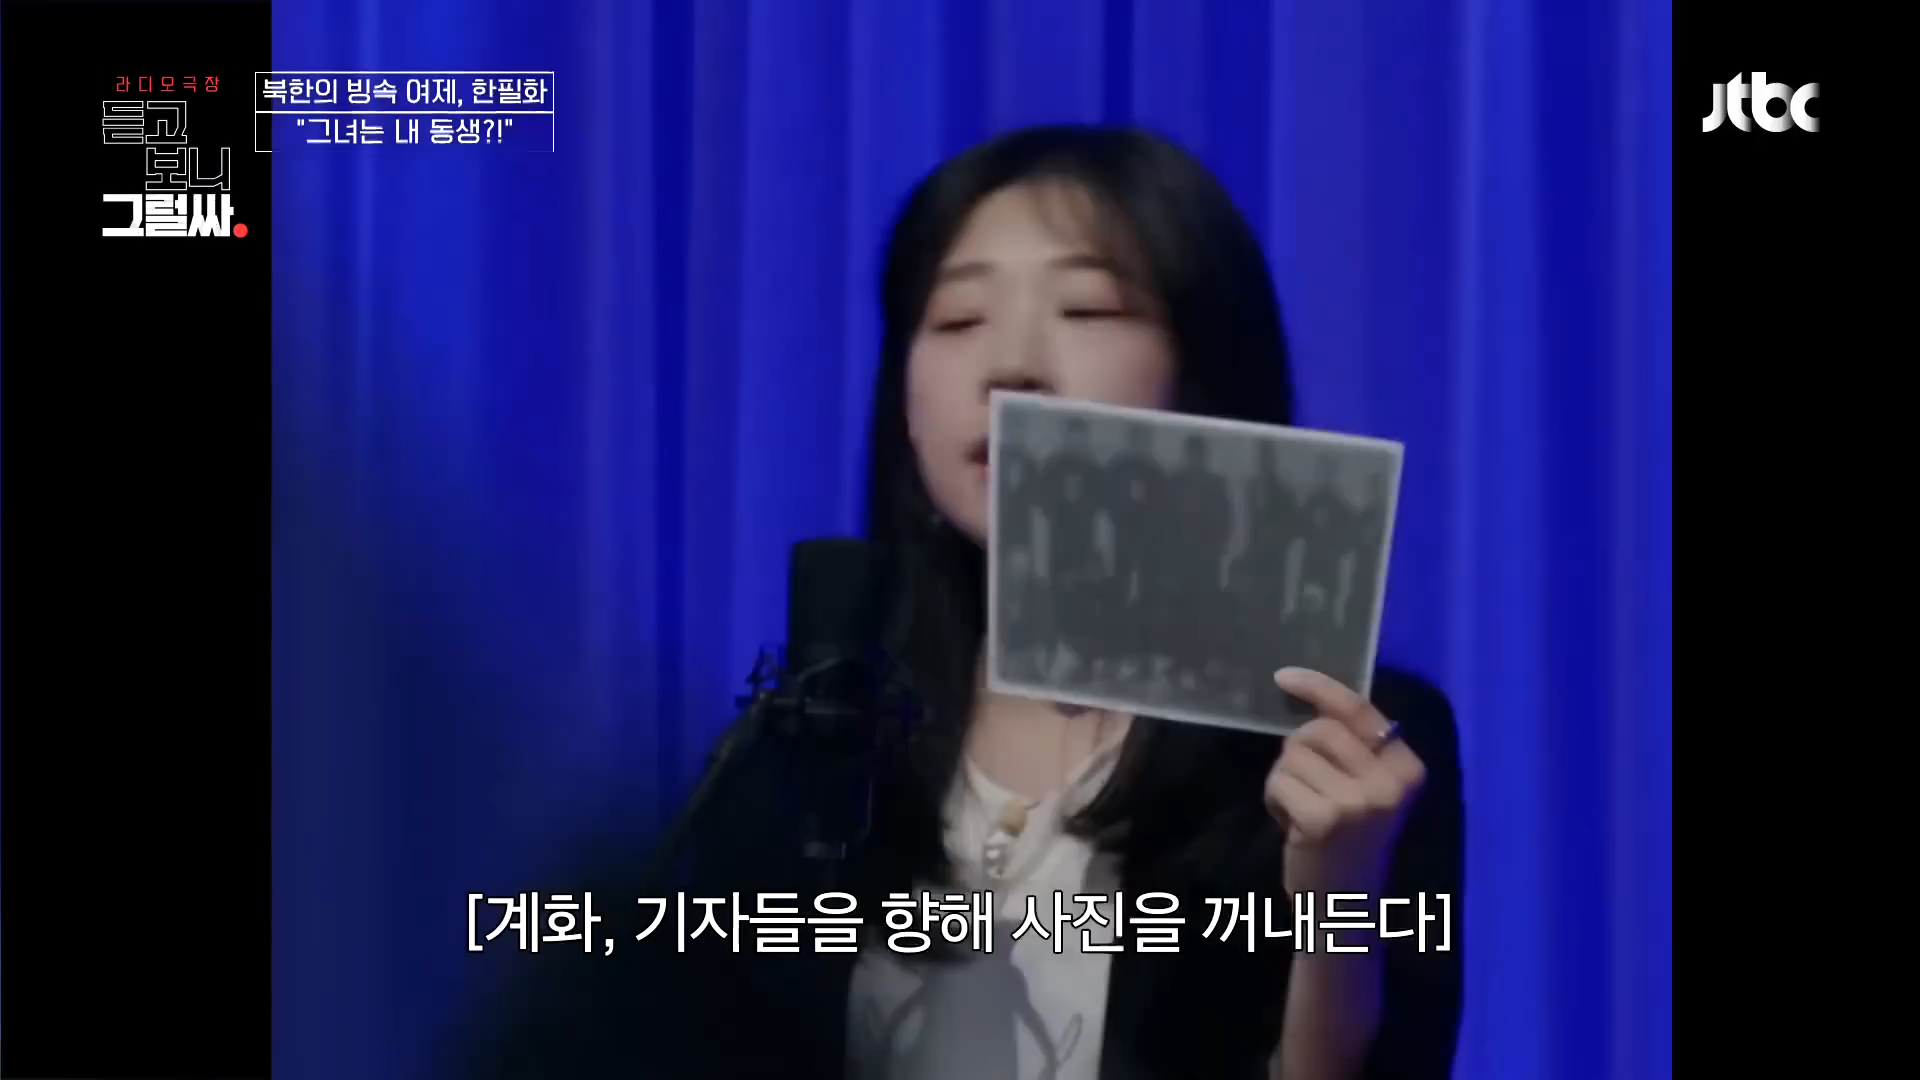 라디오극장
듣고
보니
그럴싸.
북한의 빙속 여제, 한필화
"그녀는 내 동생?!"
jtbc
[계화, 기자들을 향해 사진을 꺼내든다]